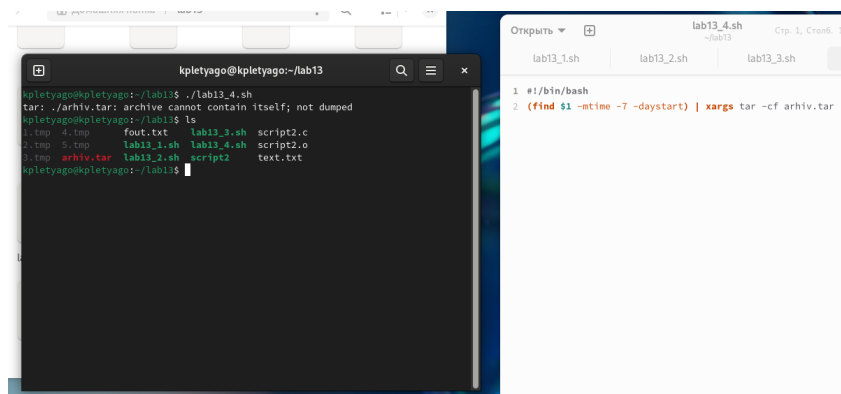 kpletyago@kpletyago:~/lab13
kpletyago@kpletyago:~/lab13$ ./lab13_4.sh
tar: ./arhiv.tar: archive cannot contain itself; not dumped
kpletyago@kpletyago:~/lab13$ ls
1.tmp 4.tmp fout.txt lab13_3.sh script2.c
2.tmp 5.tmp lab13_1.sh lab13_4.sh script2.o
3.tmp arhiv.tar lab13_2.sh script2 text.txt
kpletyago@kpletyago:~/lab13$
Открыть
lab13_4.sh
~/lab13
Стр. 1, Столб. 1
lab13_1.sh lab13_2.sh lab13_3.sh
1 #!/bin/bash
2 (find $1 -mtime -7 -daystart) | xargs tar -cf arhiv.tar